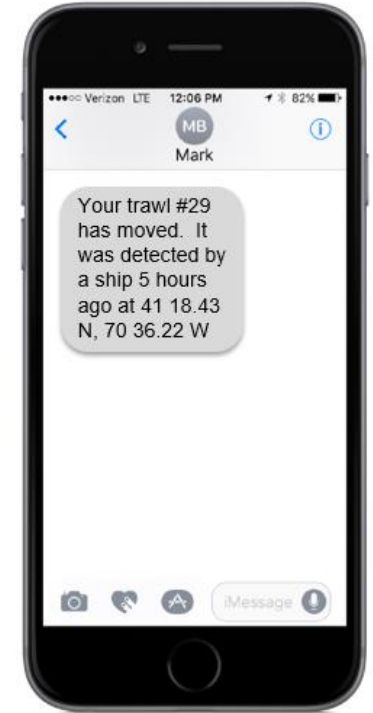 ●●●○○ Verizon LTE 12:06 PM 82%
MB
Mark
Your trawl #29
has moved. It
was detected by
a ship 5 hours
ago at 41 18.43
N, 70 36.22 W
iMessage